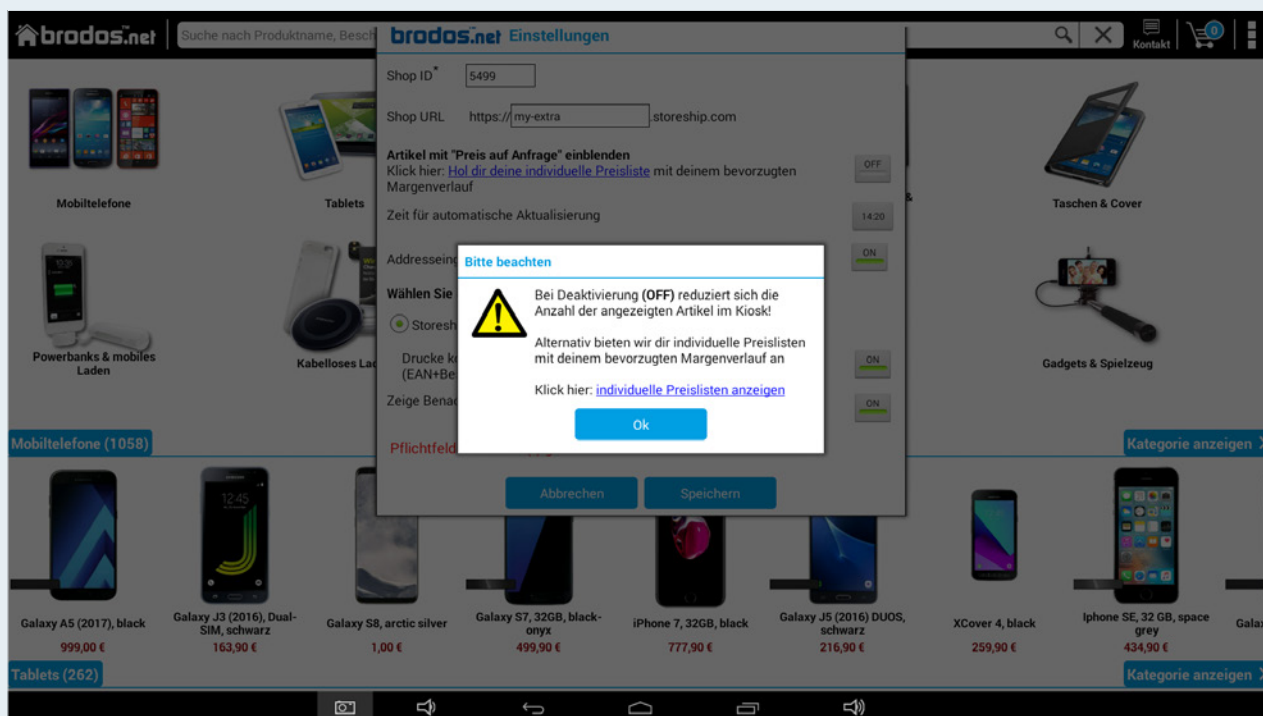 brodos.net
Suche nach Produktname, Besch
brodos.net Einstellungen
Kontakt
0
Shop ID*
5499
Shop URL https://my-extra.storeship.com
Artikel mit "Preis auf Anfrage" einblenden
Klick hier: Hol dir deine individuelle Preisliste mit deinem bevorzugten
Margenverlauf
OFF
Zeit für automatische Aktualisierung
14:20
Addresseing
ON
Wählen Sie
Storesh
Drucke k
(EAN+Be
ON
Zeige Bena
ON
Pflichtfeld
Abbrechen
Speichern
Bitte beachten
Bei Deaktivierung (OFF) reduziert sich die
Anzahl der angezeigten Artikel im Kiosk!
Alternativ bieten wir dir individuelle Preislisten
mit deinem bevorzugten Margenverlauf an
Klick hier: individuelle Preislisten anzeigen
Ok
Mobiltelefone
Tablets
&
Taschen & Cover
Powerbanks & mobiles
Laden
Kabelloses Lad
Gadgets & Spielzeug
Mobiltelefone (1058)
Kategorie anzeigen
12:45
Galaxy A5 (2017), black
999,00 €
Galaxy J3 (2016), Dual-
SIM, schwarz
163,90 €
Galaxy S8, arctic silver
1,00 €
Galaxy S7, 32GB, black-
onyx
499,90 €
iPhone 7, 32GB, black
777,90 €
Galaxy J5 (2016) DUOS,
schwarz
216,90 €
XCover 4, black
259,90 €
Iphone SE, 32 GB, space
grey
434,90 €
Gala
Tablets (262)
Kategorie anzeigen